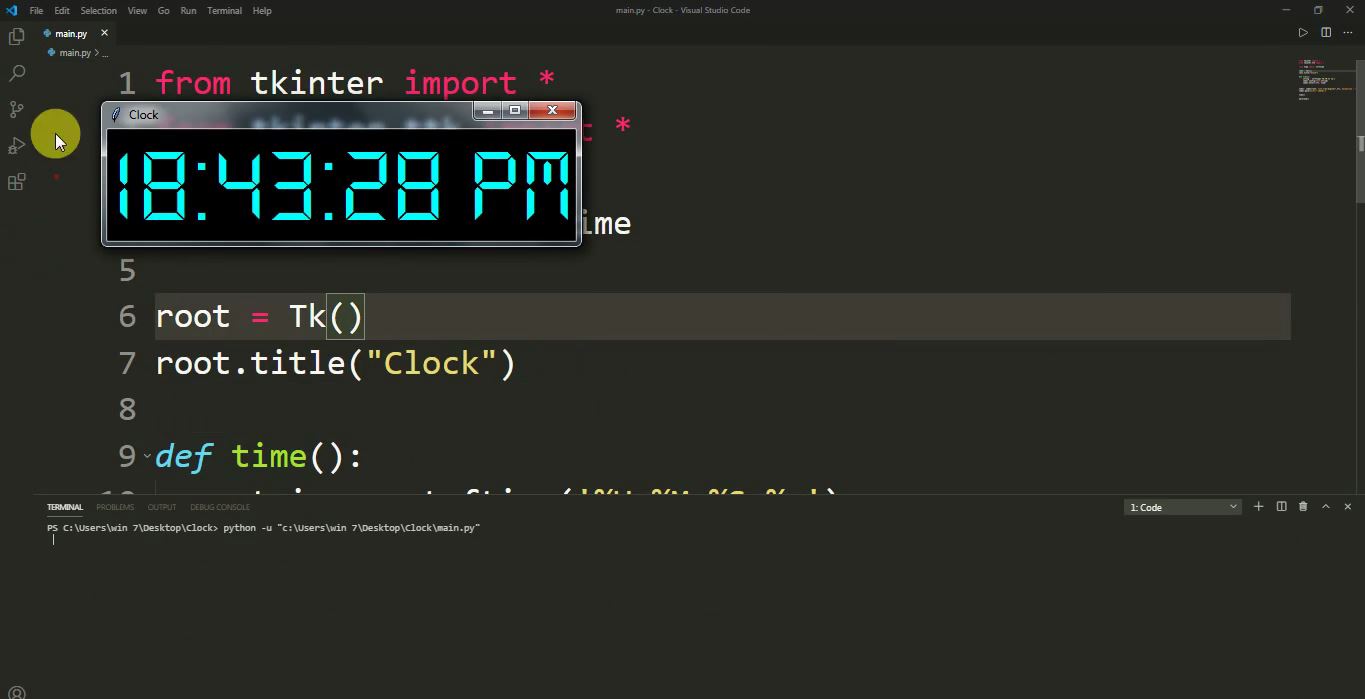 File Edit Selection View Go Run Terminal Help
main.py - Clock - Visual Studio Code
main.py
main.py > ...
1 from tkinter import *
Clock
import *
18:43:28 PM
ime
5
6 root = Tk()
7 root.title("Clock")
8
9 def time():
TERMINAL PROBLEMS OUTPUT DEBUG CONSOLE
1: Code
PS C:\Users\win 7\Desktop\Clock> python -u "c:\Users\win 7\Desktop\Clock\main.py"